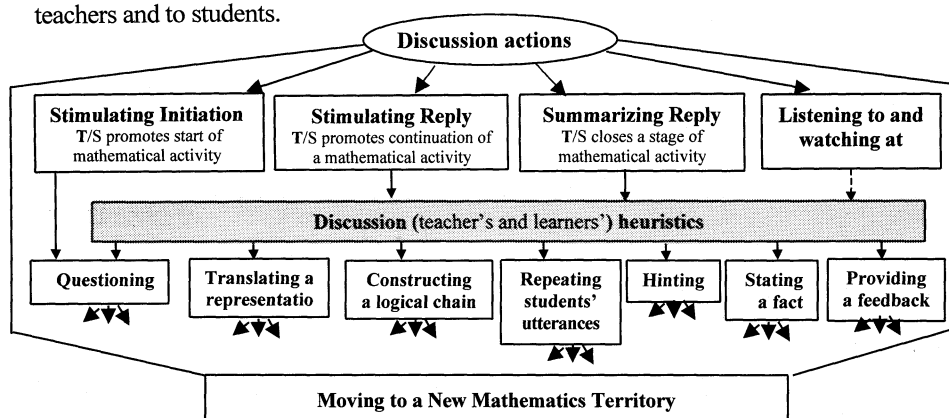 teachers and to students.
Discussion actions
Stimulating Initiation
T/S promotes start of
mathematical activity
Stimulating Reply
T/S promotes continuation of
a mathematical activity
Summarizing Reply
T/S closes a stage of
mathematical activity
Listening to and
watching at
Discussion (teacher's and learners') heuristics
Questioning
Translating a
representatio
Constructing
a logical chain
Repeating
students'
utterances
Hinting
Stating
a fact
Providing
a feedback
Moving to a New Mathematics Territory